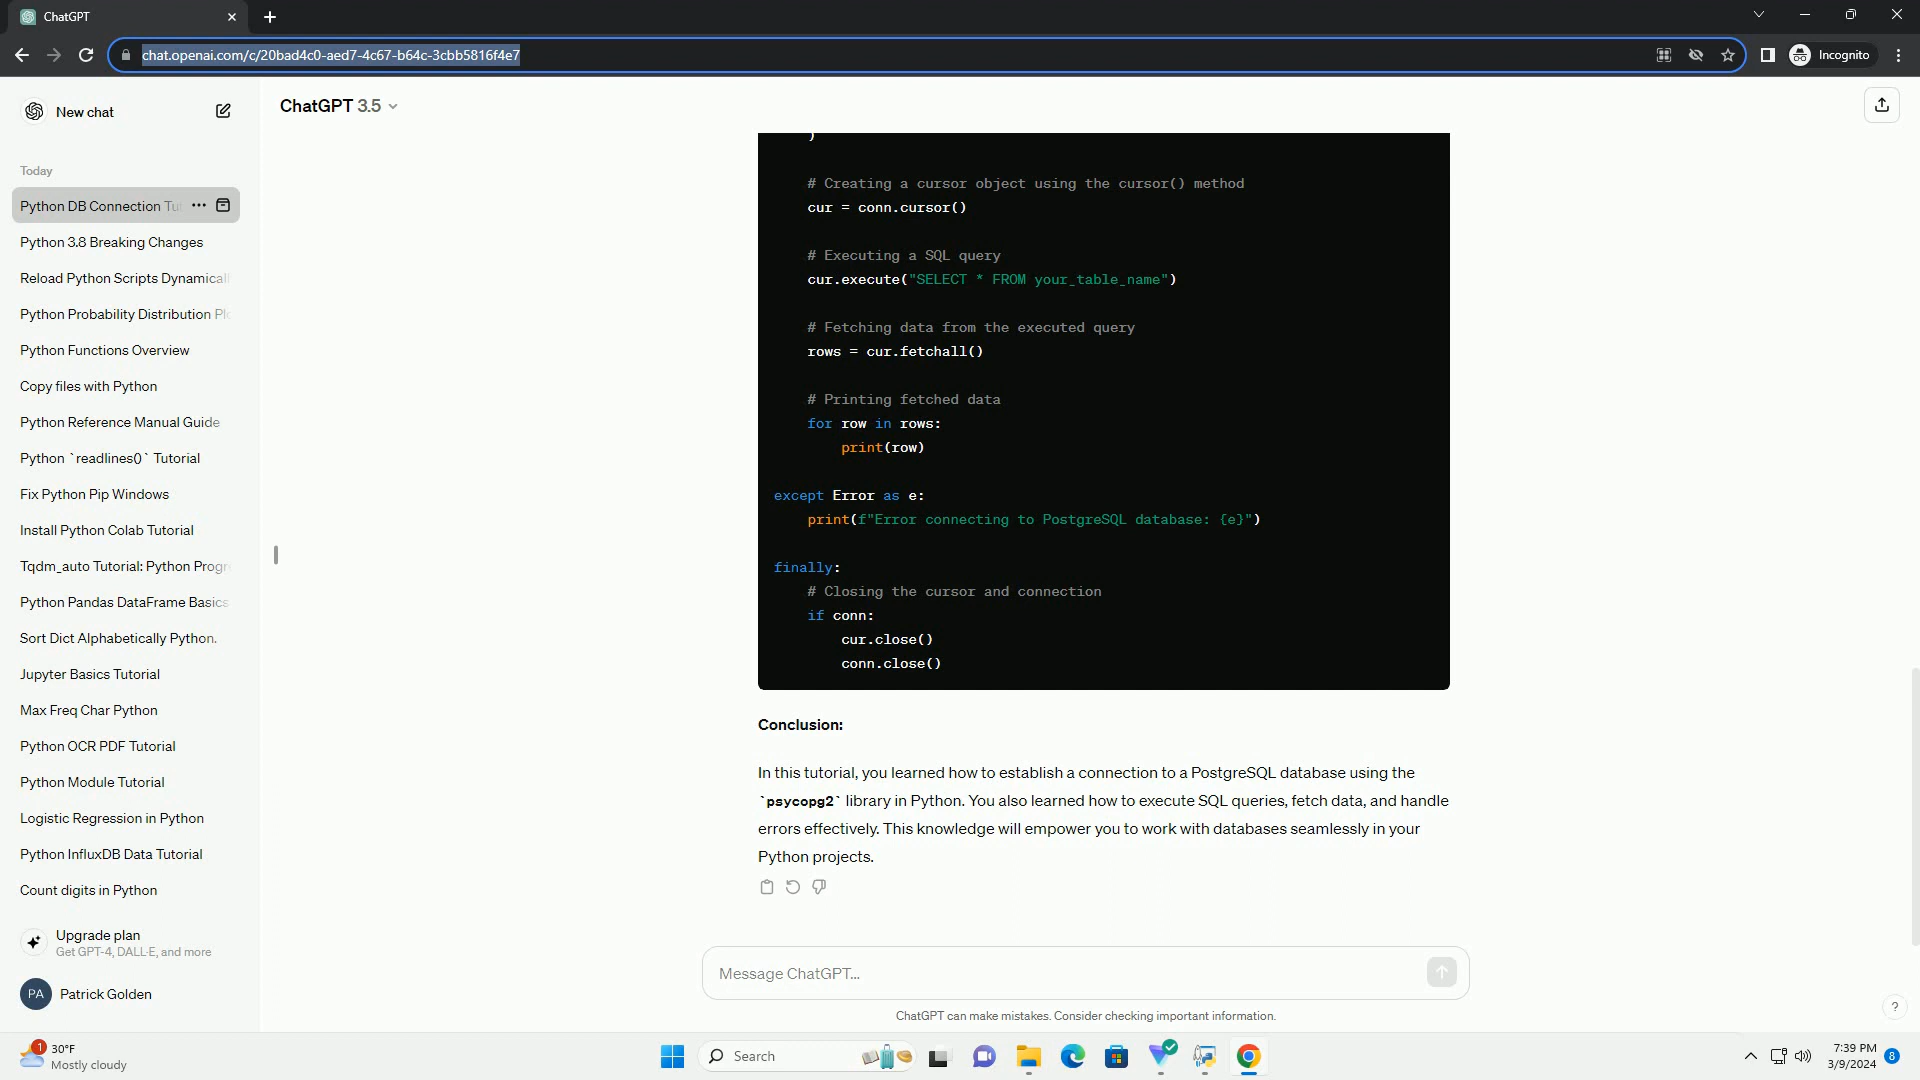 ChatGPT
chat.openai.com/c/20bad4c0-aed7-4c67-b64c-3cbb5816f4e7
Incognito
New chat
ChatGPT 3.5
Today
Python DB Connection Tut
Python 3.8 Breaking Changes
Reload Python Scripts Dynamicall
Python Probability Distribution Plo
Python Functions Overview
Copy files with Python
Python Reference Manual Guide
Python `readlines()` Tutorial
Fix Python Pip Windows
Install Python Colab Tutorial
Tqdm_auto Tutorial: Python Progre
Python Pandas DataFrame Basics
Sort Dict Alphabetically Python.
Jupyter Basics Tutorial
Max Freq Char Python
Python OCR PDF Tutorial
Python Module Tutorial
Logistic Regression in Python
Python InfluxDB Data Tutorial
Count digits in Python
Upgrade plan
Get GPT-4, DALL·E, and more
PA Patrick Golden
)
# Creating a cursor object using the cursor() method
cur = conn.cursor()
# Executing a SQL query
cur.execute("SELECT * FROM your_table_name")
# Fetching data from the executed query
rows = cur.fetchall()
# Printing fetched data
for row in rows:
print(row)
except Error as e:
print(f"Error connecting to PostgreSQL database: {e}")
finally:
# Closing the cursor and connection
if conn:
cur.close()
conn.close()
Conclusion:
In this tutorial, you learned how to establish a connection to a PostgreSQL database using the
`psycopg2` library in Python. You also learned how to execute SQL queries, fetch data, and handle
errors effectively. This knowledge will empower you to work with databases seamlessly in your
Python projects.
Message ChatGPT...
ChatGPT can make mistakes. Consider checking important information.
?
1
30°F
Mostly cloudy
Search
7:39 PM
3/9/2024
8